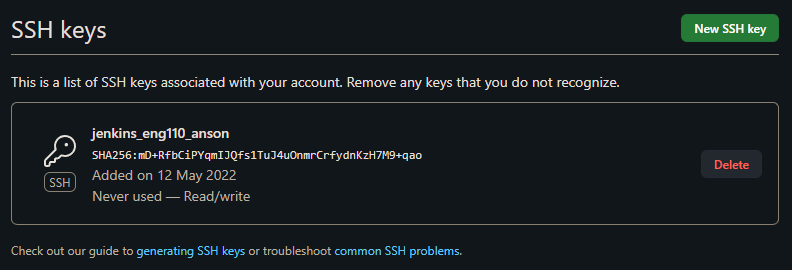 SSH keys
New SSH key
This is a list of SSH keys associated with your account. Remove any keys that you do not recognize.
jenkins_eng110_anson
SHA256:mD+RfbCiPYqmIJQfs1TuJ4uOnmrCrfydnKzH7M9+qao
Added on 12 May 2022
Never used — Read/write
SSH
Delete
Check out our guide to generating SSH keys or troubleshoot common SSH problems.